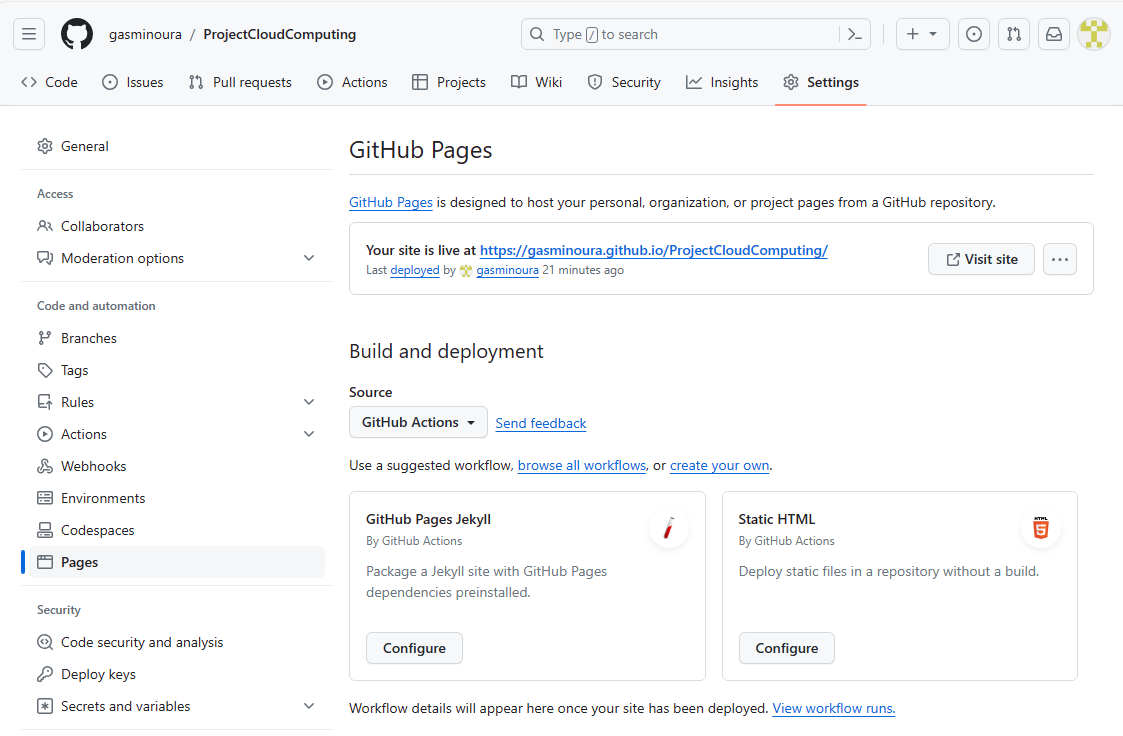 gasminoura / ProjectCloudComputing
Type / to search
Code
Issues
Pull requests
Actions
Projects
Wiki
Security
Insights
Settings
General
Access
Collaborators
Moderation options
Code and automation
Branches
Tags
Rules
Actions
Webhooks
Environments
Codespaces
Pages
Security
Code security and analysis
Deploy keys
Secrets and variables
GitHub Pages
GitHub Pages is designed to host your personal, organization, or project pages from a GitHub repository.
Your site is live at https://gasminoura.github.io/ProjectCloudComputing/
Last deployed by gasminoura 21 minutes ago
Visit site
Build and deployment
Source
GitHub Actions
Send feedback
Use a suggested workflow, browse all workflows, or create your own.
GitHub Pages Jekyll
By GitHub Actions
Package a Jekyll site with GitHub Pages
dependencies preinstalled.
Configure
Static HTML
By GitHub Actions
HTML
5
Deploy static files in a repository without a build.
Configure
Workflow details will appear here once your site has been deployed. View workflow runs.